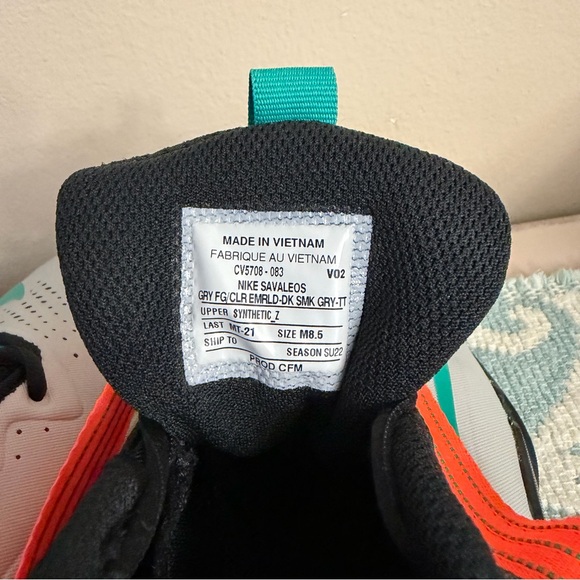 MADE IN VIETNAM
FABRIQUE AU VIETNAM
CV5708 - 083 V02
NIKE SAVALEOS
GRY FG/CLR EMRLD-DK SMK GRY-TT
UPPER SYNTHETIC_Z
LAST MT-21 SIZE M8.5
SHIP TO SEASON SU22
PROD CFM